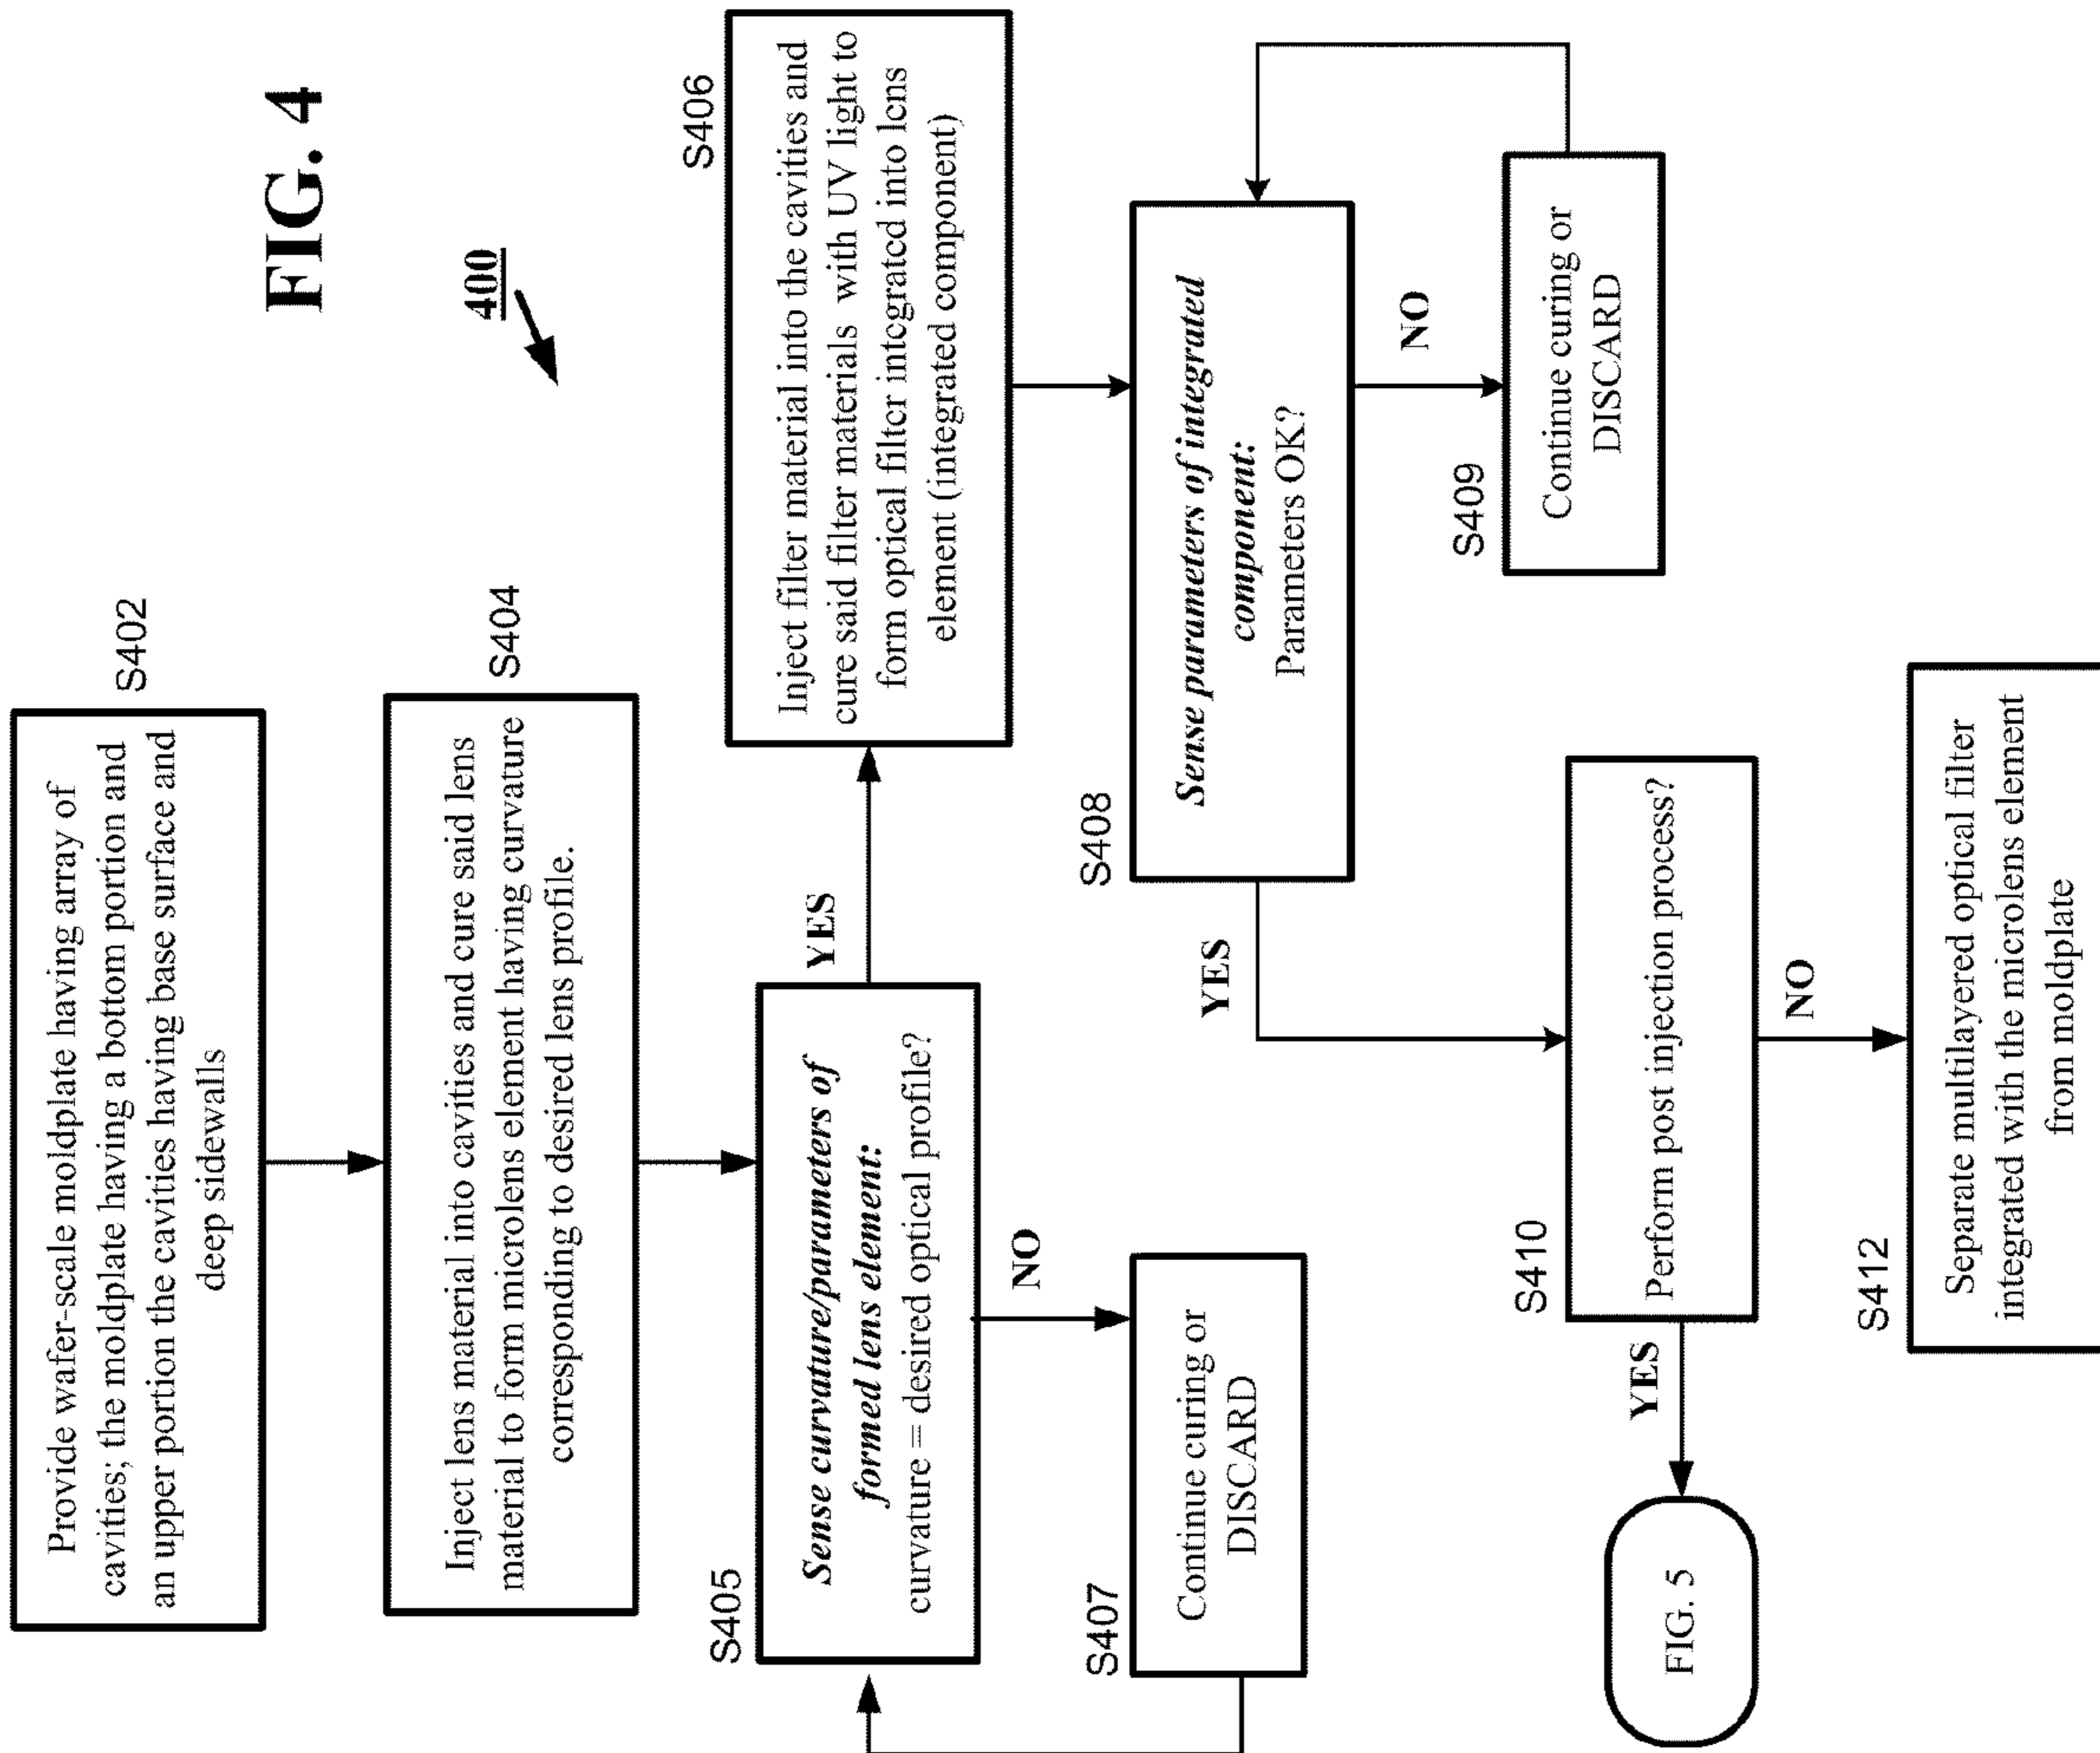 FIG. 4
400
S402
Provide wafer-scale moldplate having array of
cavities; the moldplate having a bottom portion and
an upper portion the cavities having base surface and
deep sidewalls
S404
Inject lens material into cavities and cure said lens
material to form microlens element having curvature
corresponding to desired lens profile.
S405
Sense curvature/parameters of
formed lens element:
curvature = desired optical profile?
YES
NO
S407
Continue curing or
DISCARD
S406
Inject filter material into the cavities and
cure said filter materials with UV light to
form optical filter integrated into lens
element (integrated component)
S408
Sense parameters of integrated
component:
Parameters OK?
NO
S409
Continue curing or
DISCARD
YES
S410
Perform post injection process?
YES
FIG. 5
NO
S412
Separate multilayered optical filter
integrated with the microlens element
from moldplate